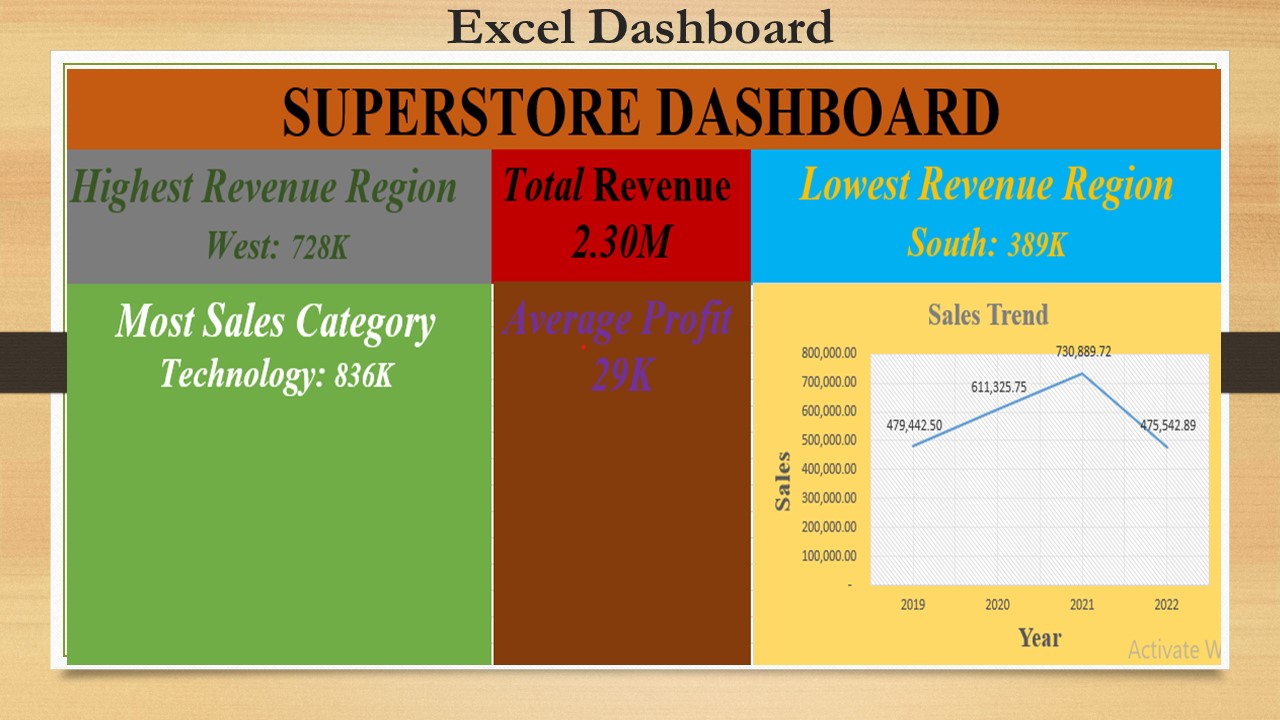 Excel Dashboard
SUPERSTORE DASHBOARD
Highest Revenue Region
West: 728K
Total Revenue
2.30M
Lowest Revenue Region
South: 389K
Most Sales Category
Technology: 836K
Average Profit
29K
Sales Trend
800,000.00
700,000.00
600,000.00
500,000.00
400,000.00
300,000.00
200,000.00
100,000.00
-
Sales
479,442.50
611,325.75
730,889.72
475,542.89
2019 2020 2021 2022
Year
Activate W